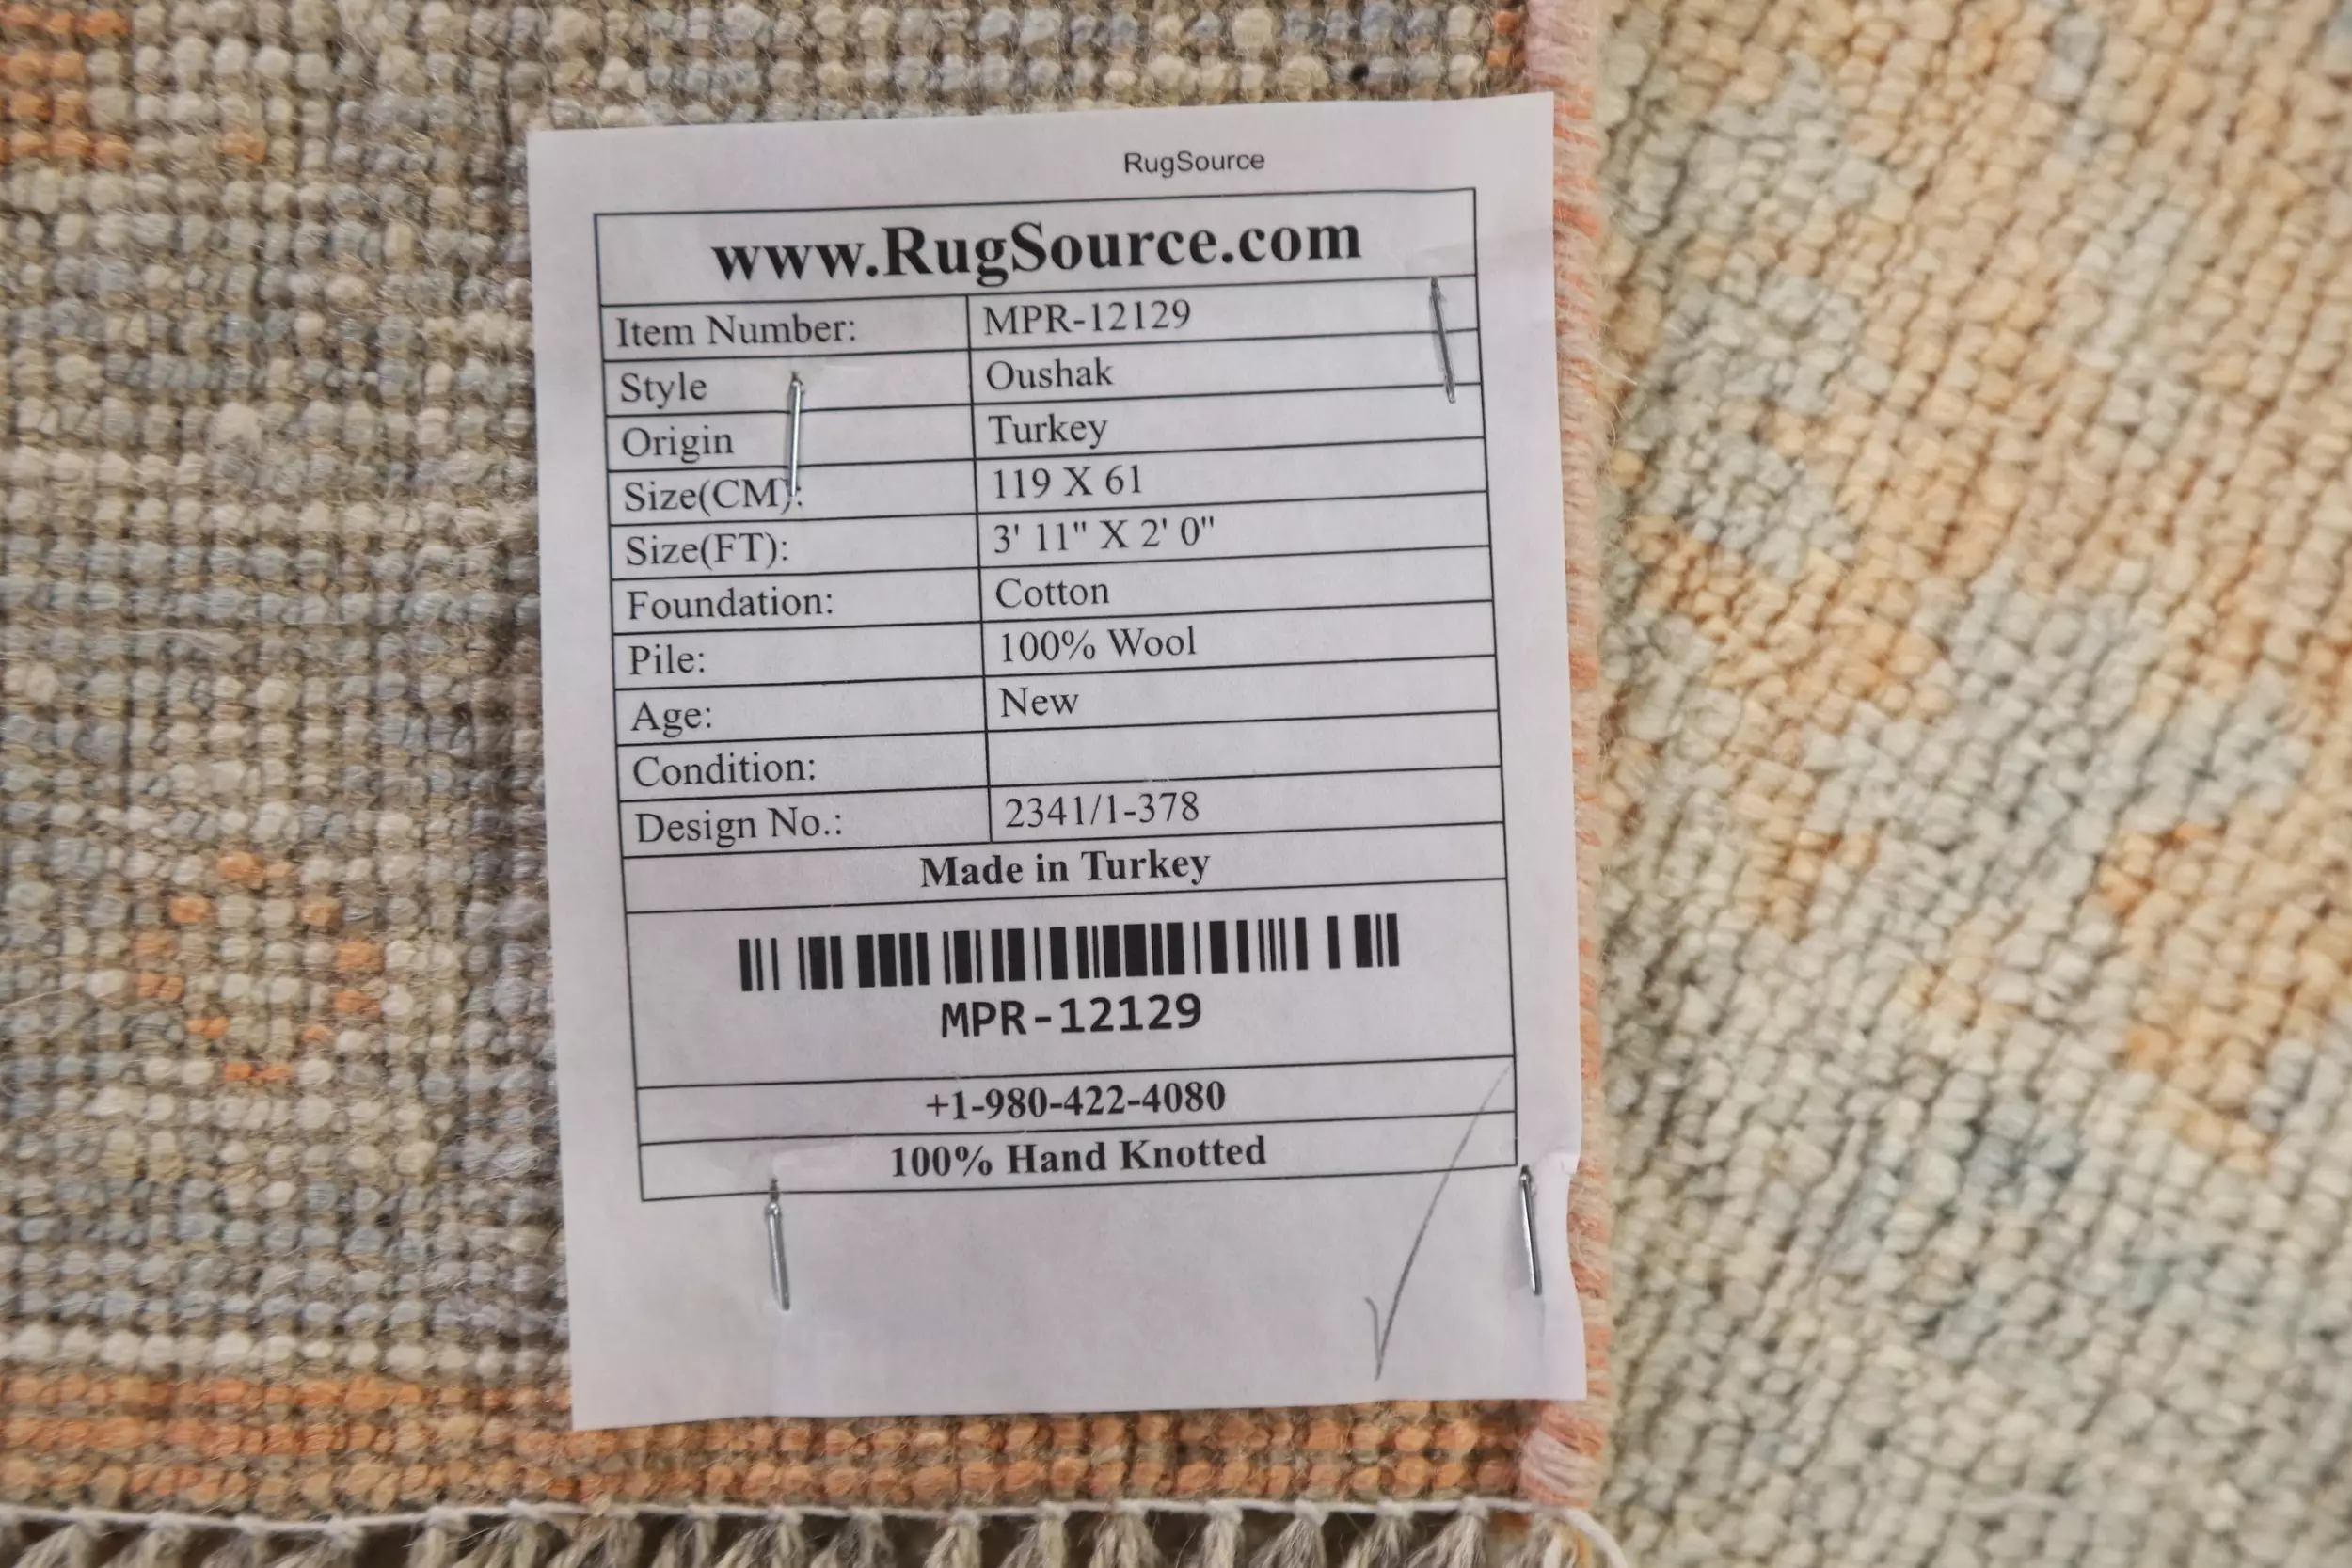 RugSource
www.RugSource.com
Item Number: MPR-12129
Style Oushak
Origin Turkey
Size(CM): 119 X 61
Size(FT): 3' 11" X 2' 0"
Foundation: Cotton
Pile: 100% Wool
Age: New
Condition:
Design No.: 2341/1-378
Made in Turkey
MPR-12129
+1-980-422-4080
100% Hand Knotted